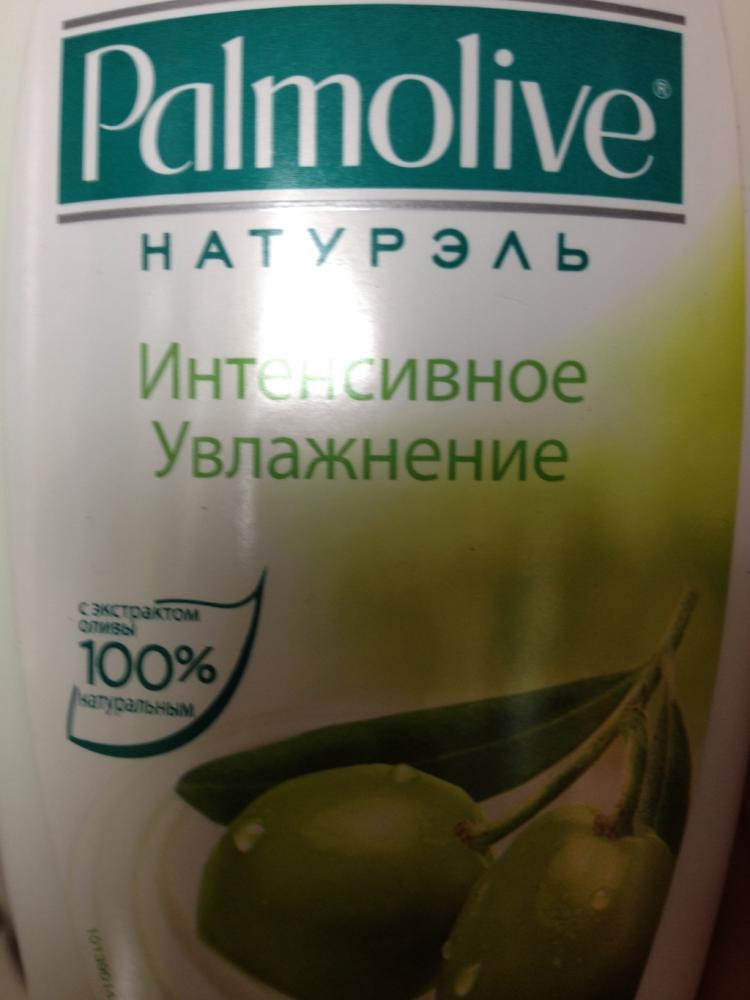 Palmolive®
НАТУРЭЛЬ
Интенсивное
Увлажнение
с экстрактом
оливы
100%
натуральным